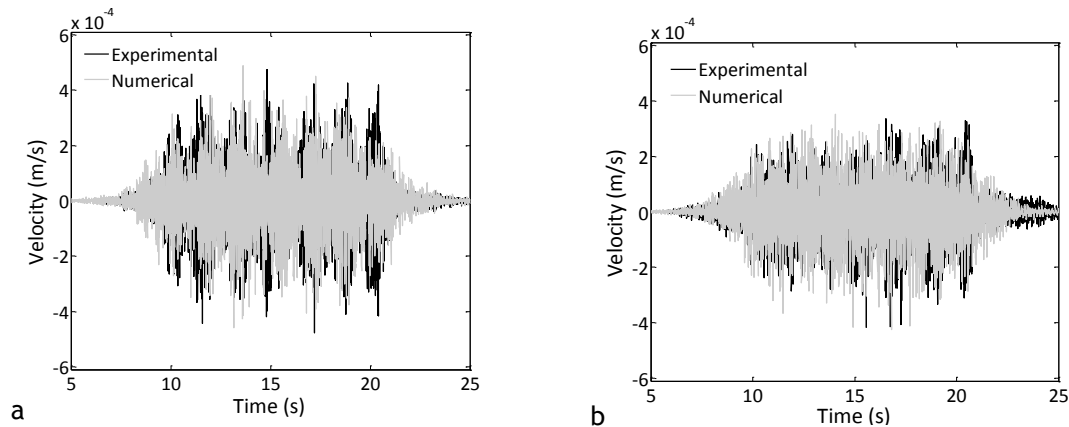 x 10-4
6
4
2
0
-2
-4
-6
Velocity (m/s)
Experimental
Numerical
5 10 15 20 25
Time (s)
a
x 10-4
6
4
2
0
-2
-4
-6
Velocity (m/s)
Experimental
Numerical
5 10 15 20 25
Time (s)
b